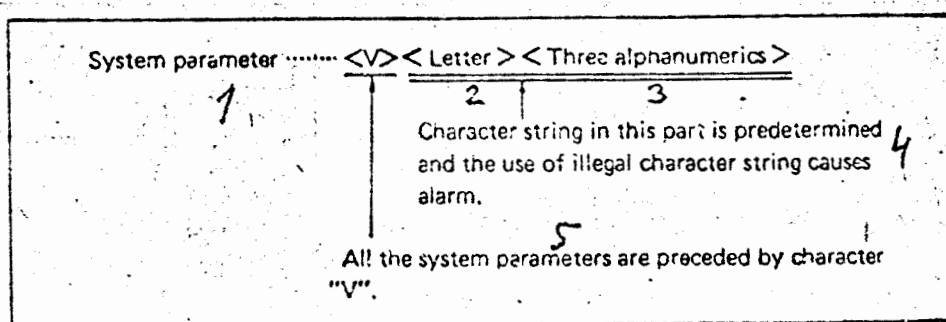 System parameter ········ <V> < Letter > < Three alphanumerics >
1
2 3
Character string in this part is predetermined 4
and the use of illegal character string causes
alarm.
5
All the system parameters are preceded by character
"V".